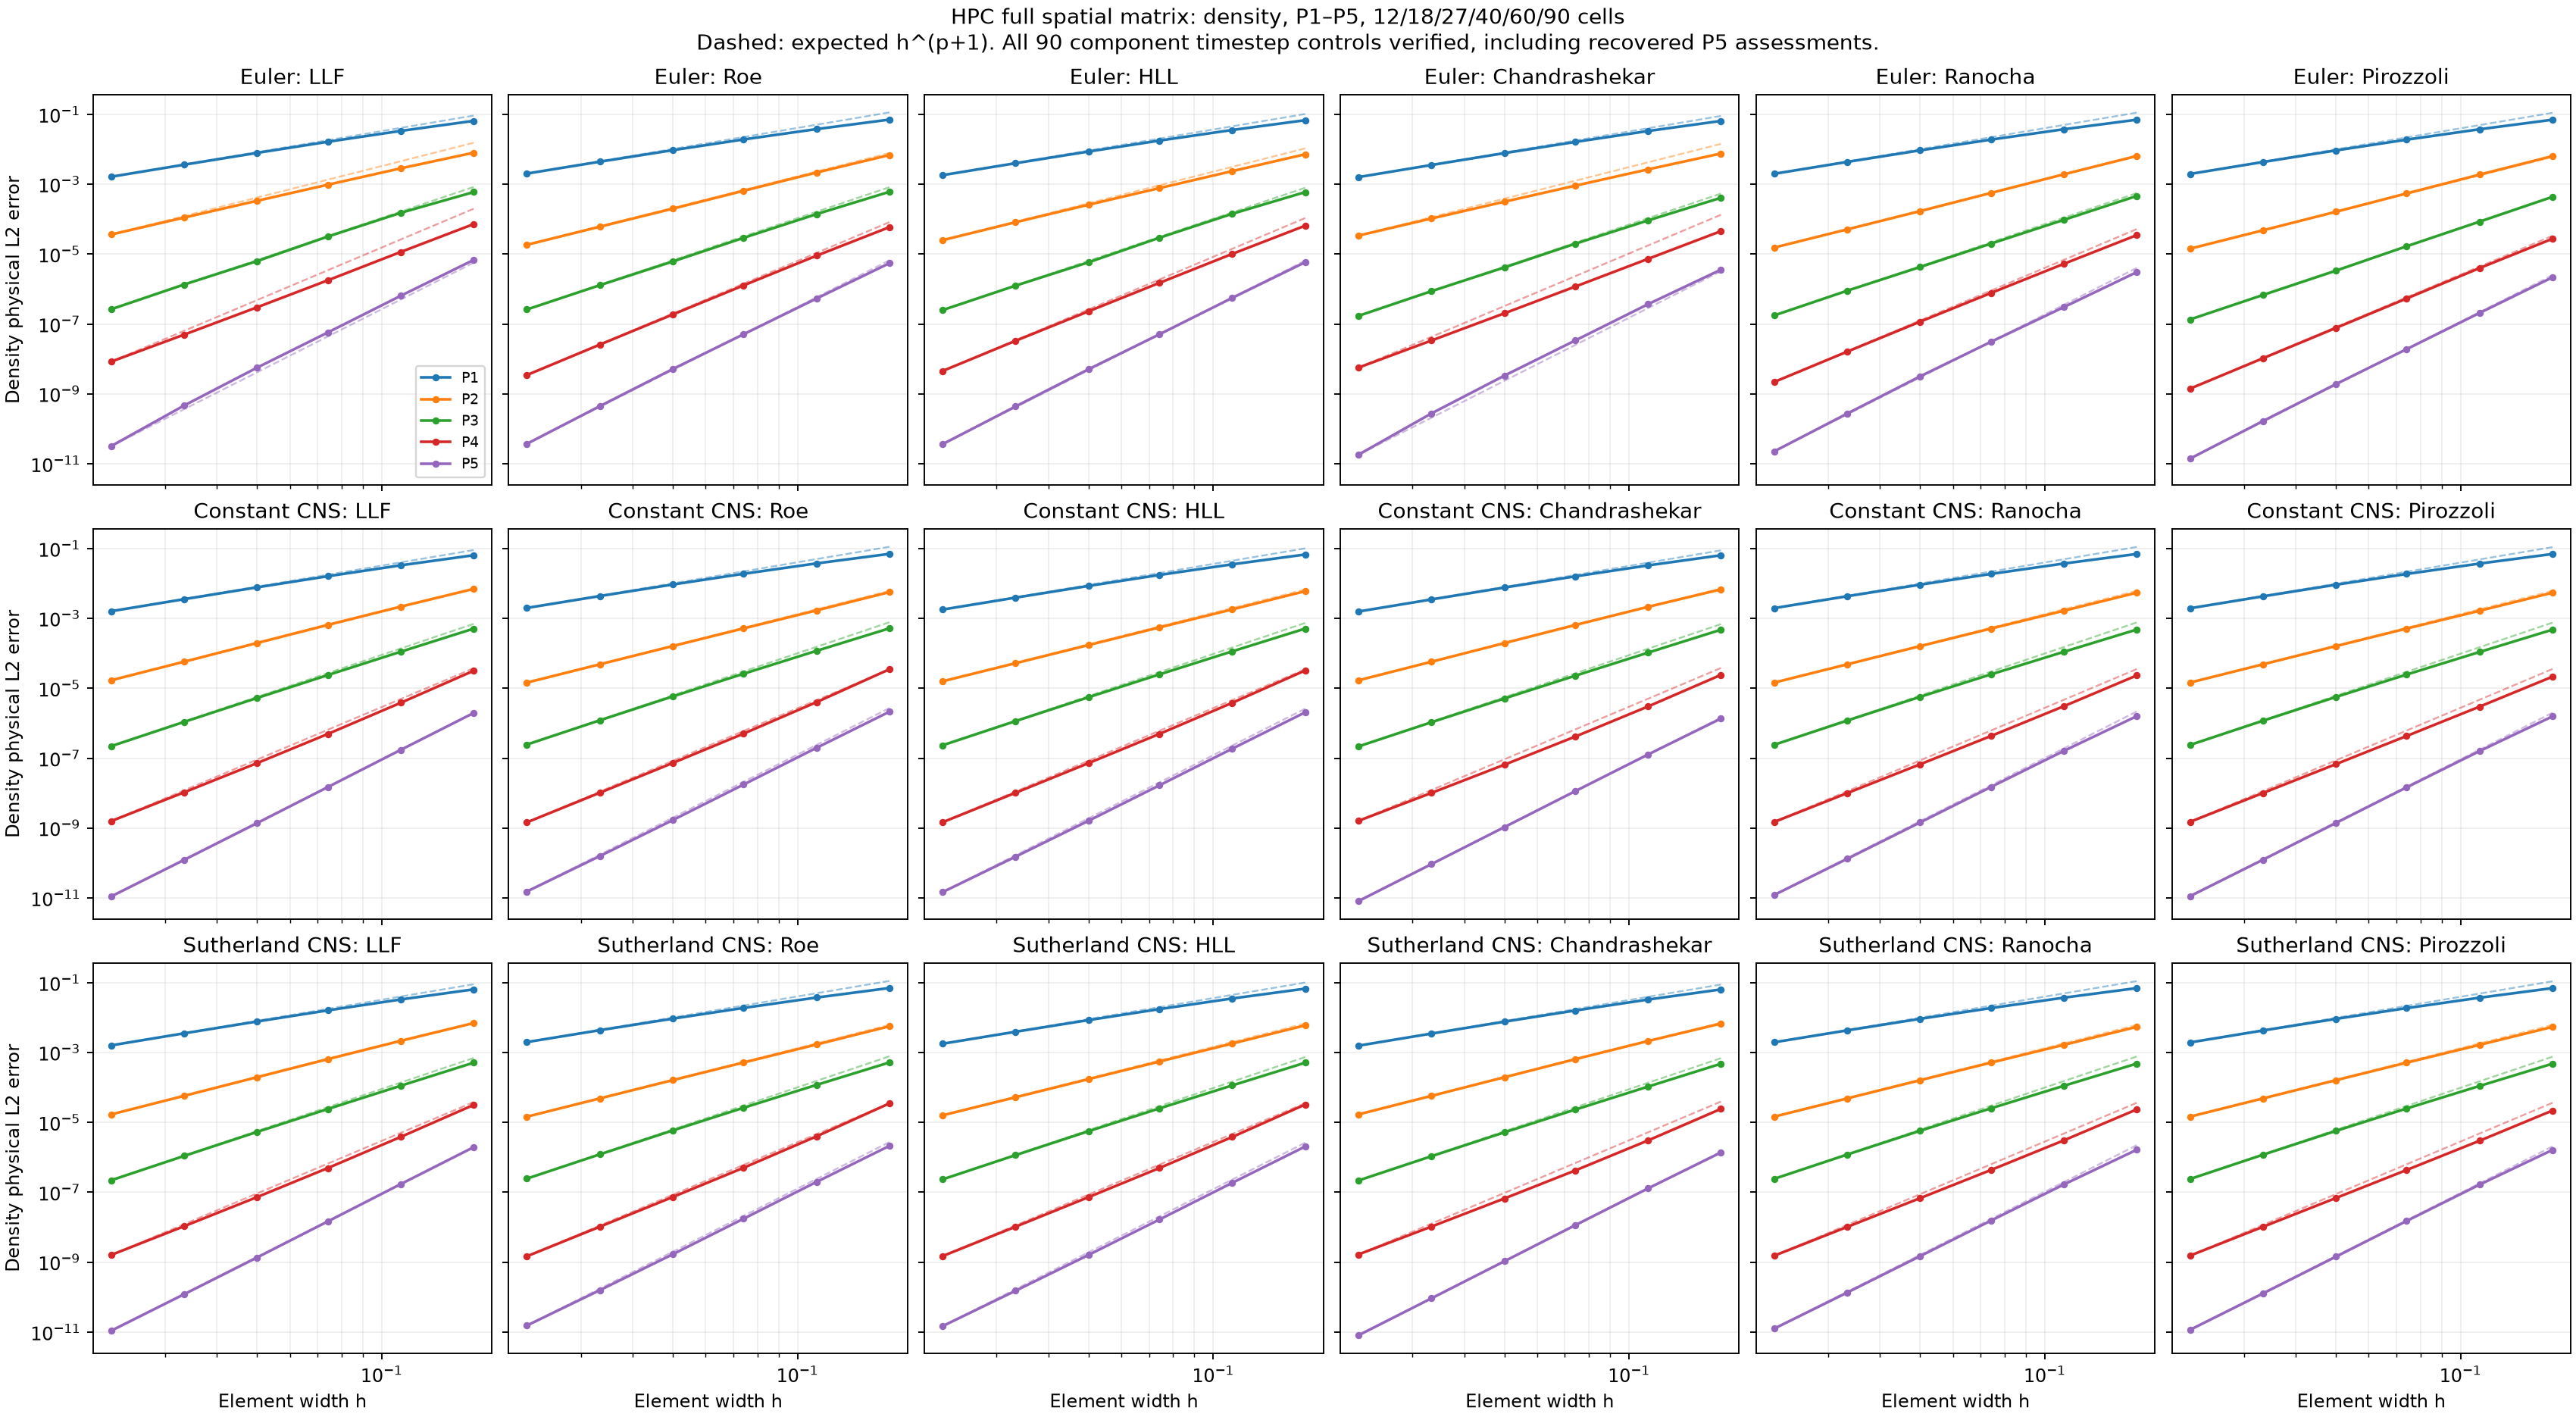 HPC full spatial matrix: density, P1–P5, 12/18/27/40/60/90 cells
Dashed: expected h^(p+1). All 90 component timestep controls verified, including recovered P5 assessments.
Euler: LLF
Euler: Roe
Euler: HLL
Euler: Chandrashekar
Euler: Ranocha
Euler: Pirozzoli
Density physical L2 error
10⁻¹
10⁻³
10⁻⁵
10⁻⁷
10⁻⁹
10⁻¹¹
P1
P2
P3
P4
P5
Constant CNS: LLF
Constant CNS: Roe
Constant CNS: HLL
Constant CNS: Chandrashekar
Constant CNS: Ranocha
Constant CNS: Pirozzoli
Density physical L2 error
10⁻¹
10⁻³
10⁻⁵
10⁻⁷
10⁻⁹
10⁻¹¹
Sutherland CNS: LLF
Sutherland CNS: Roe
Sutherland CNS: HLL
Sutherland CNS: Chandrashekar
Sutherland CNS: Ranocha
Sutherland CNS: Pirozzoli
Density physical L2 error
10⁻¹
10⁻³
10⁻⁵
10⁻⁷
10⁻⁹
10⁻¹¹
10⁻¹
10⁻¹
10⁻¹
10⁻¹
10⁻¹
10⁻¹
Element width h
Element width h
Element width h
Element width h
Element width h
Element width h